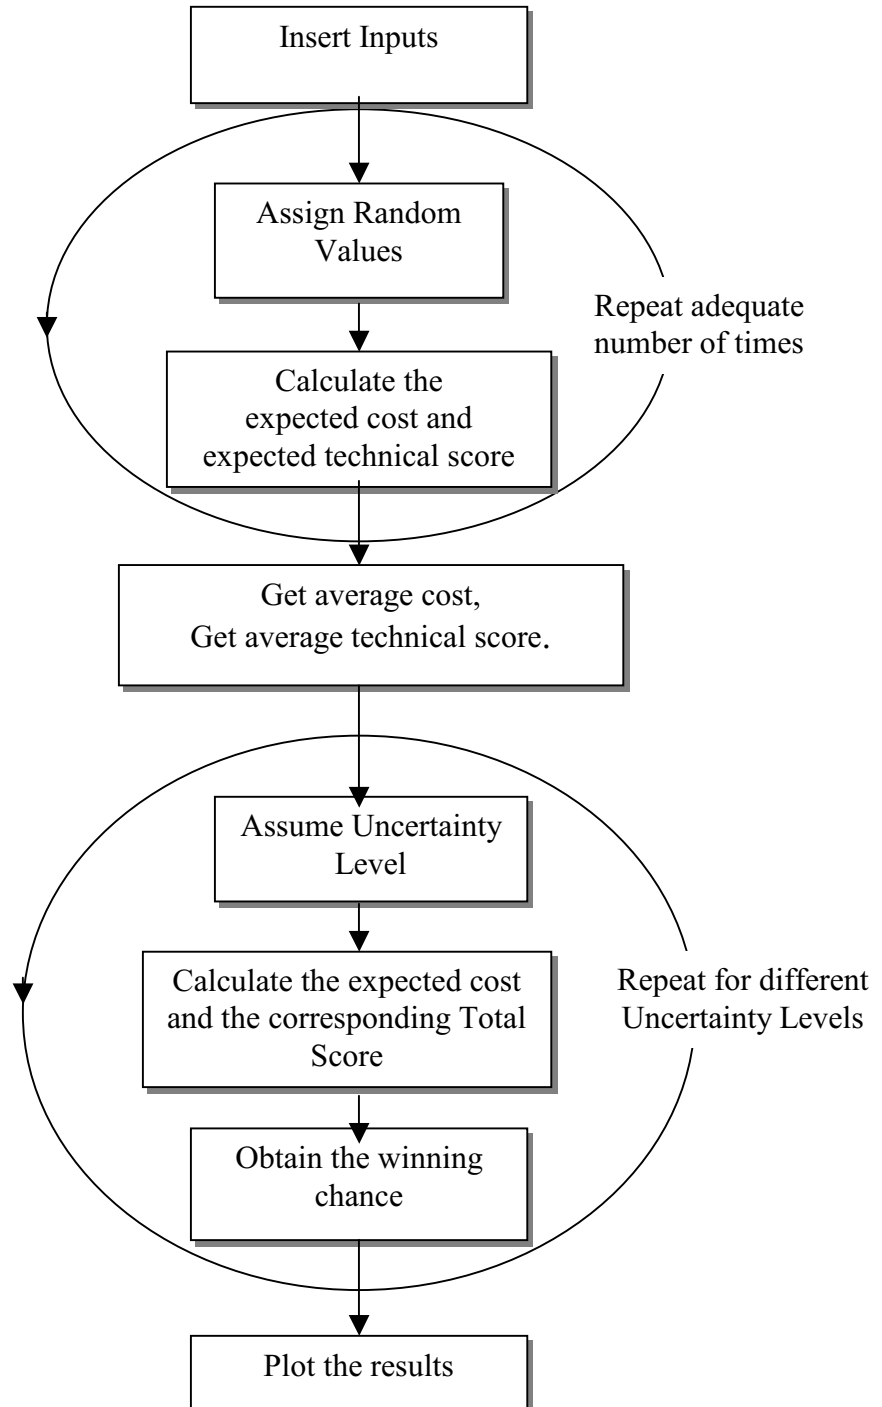 Insert Inputs
Assign Random
Values
Repeat adequate
number of times
Calculate the
expected cost and
expected technical score
Get average cost,
Get average technical score.
Assume Uncertainty
Level
Calculate the expected cost
and the corresponding Total
Score
Repeat for different
Uncertainty Levels
Obtain the winning
chance
Plot the results